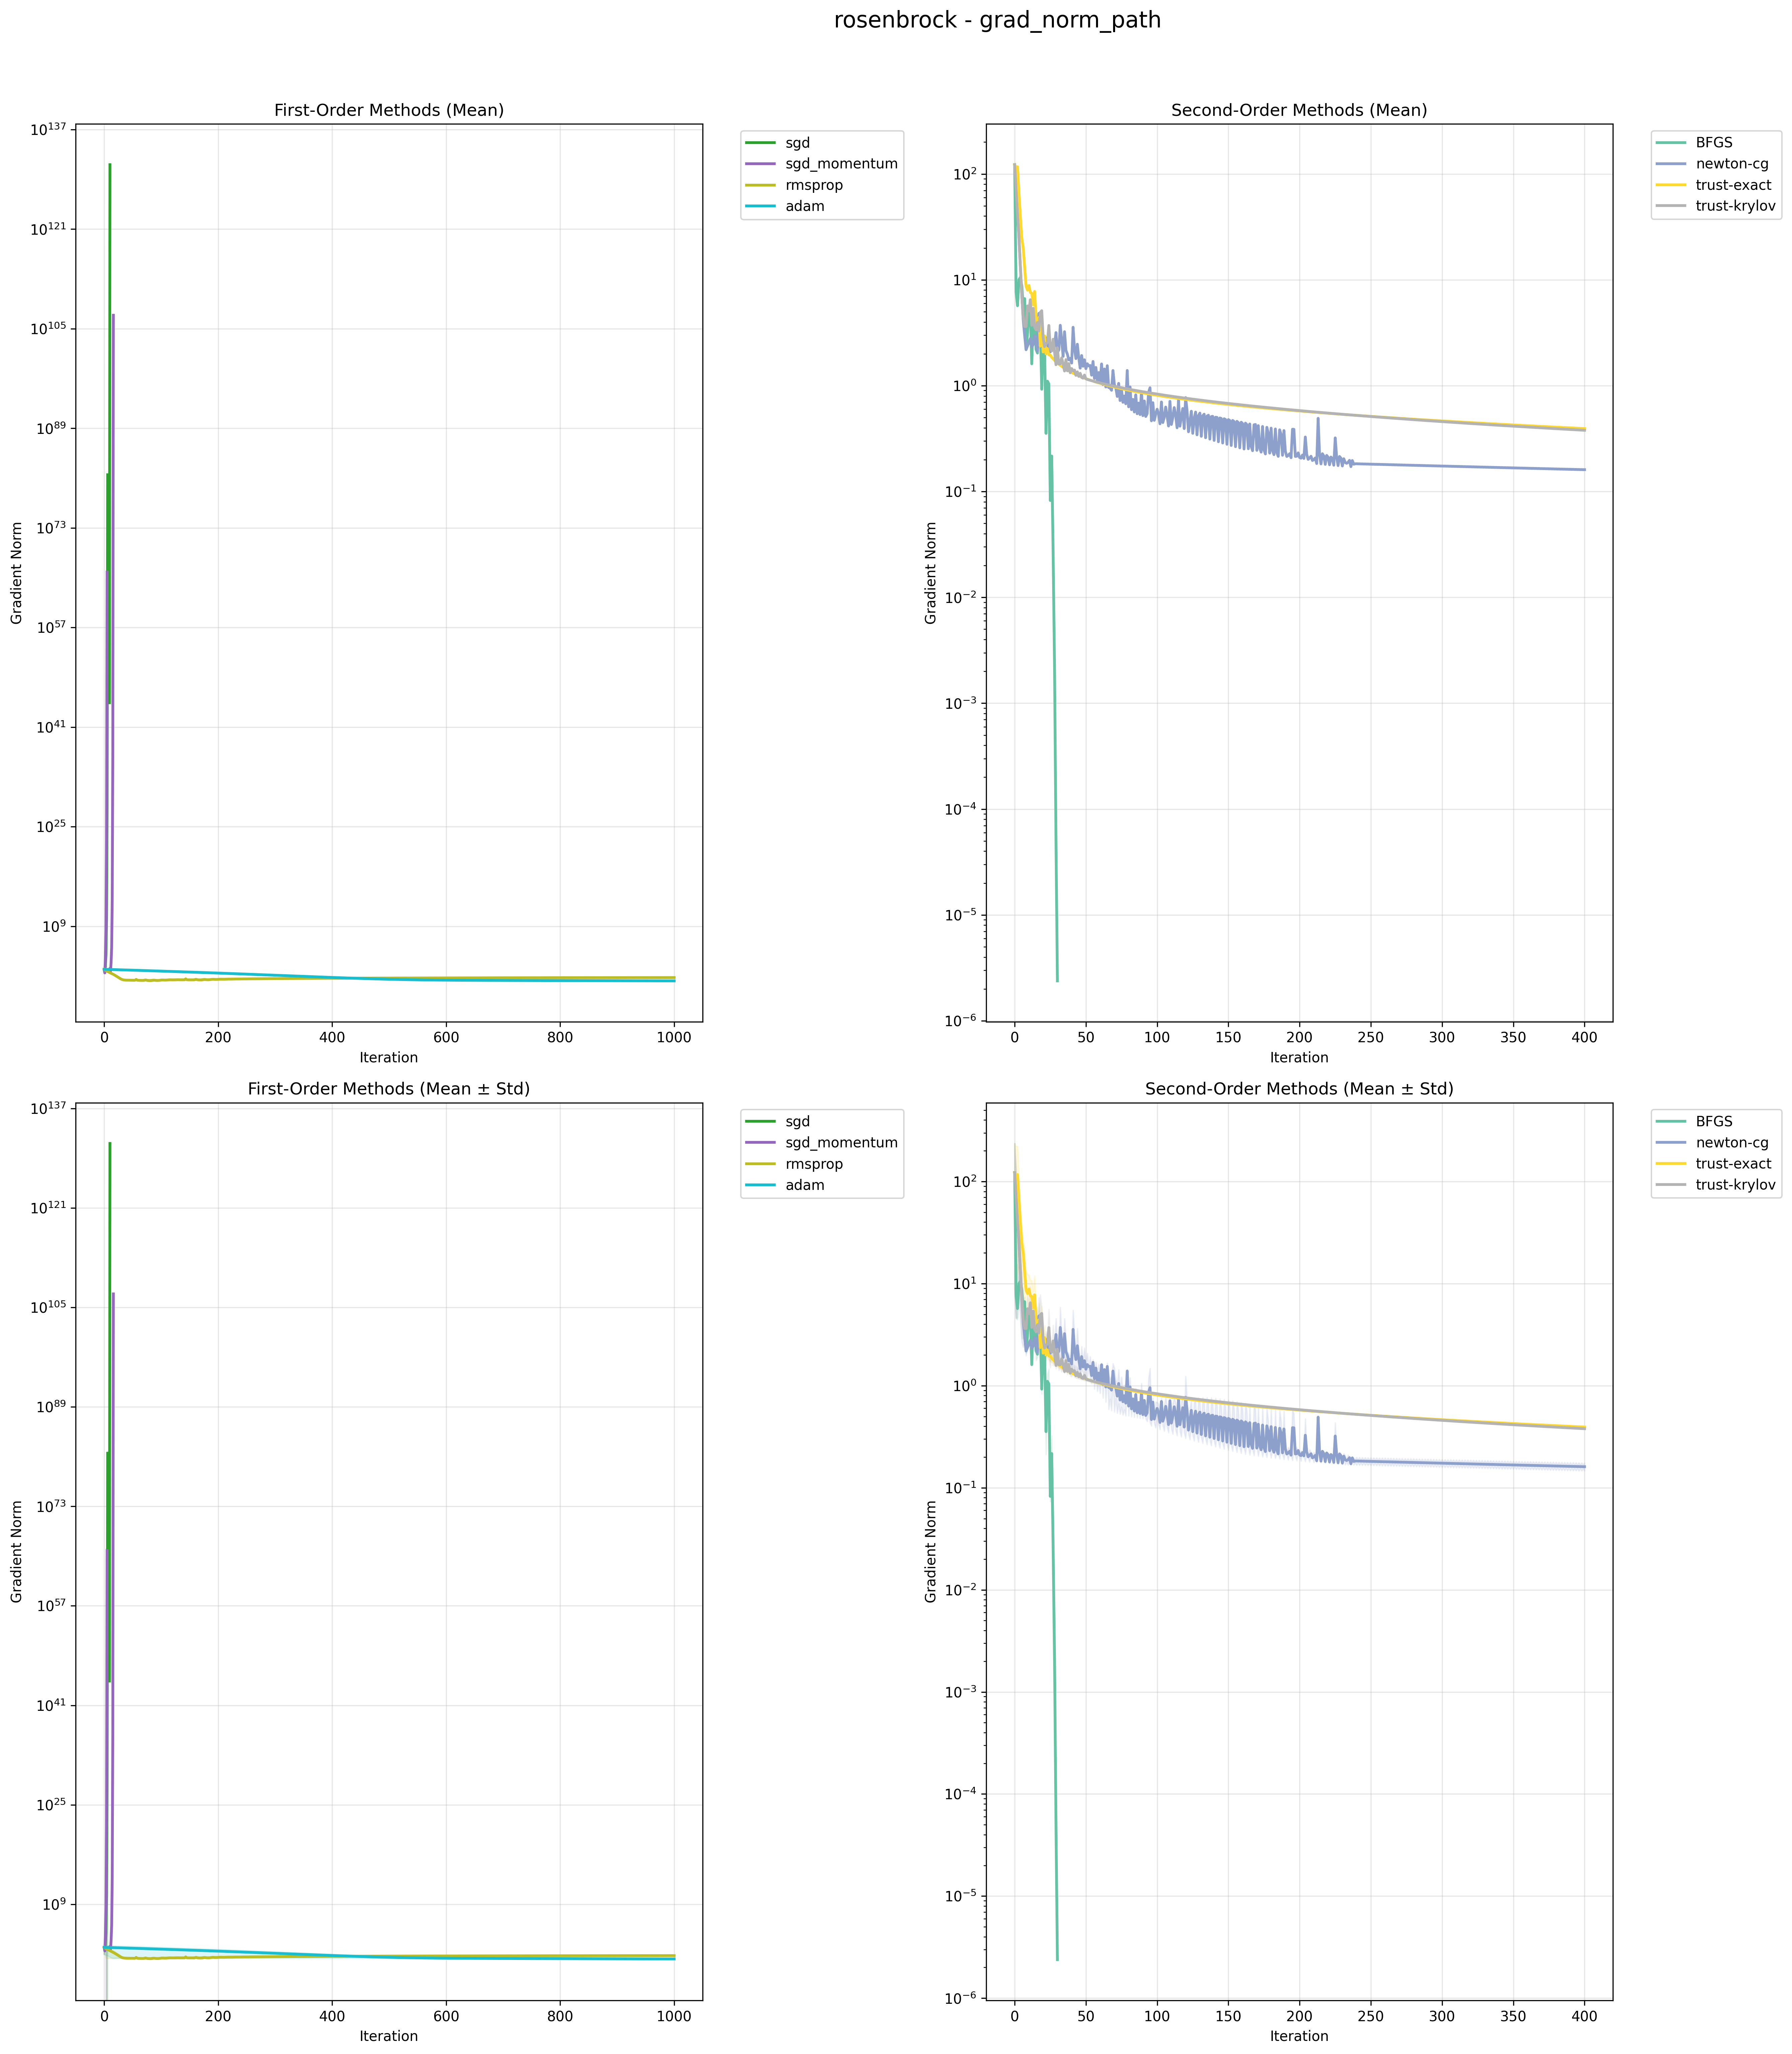 rosenbrock - grad_norm_path
First-Order Methods (Mean)
10^137
10^121
10^105
10^89
10^73
10^57
10^41
10^25
10^9
Gradient Norm
0 200 400 600 800 1000
Iteration
sgd
sgd_momentum
rmsprop
adam
Second-Order Methods (Mean)
10^2
10^1
10^0
10^−1
10^−2
10^−3
10^−4
10^−5
10^−6
Gradient Norm
0 50 100 150 200 250 300 350 400
Iteration
BFGS
newton-cg
trust-exact
trust-krylov
First-Order Methods (Mean ± Std)
10^137
10^121
10^105
10^89
10^73
10^57
10^41
10^25
10^9
Gradient Norm
0 200 400 600 800 1000
Iteration
sgd
sgd_momentum
rmsprop
adam
Second-Order Methods (Mean ± Std)
10^2
10^1
10^0
10^−1
10^−2
10^−3
10^−4
10^−5
10^−6
Gradient Norm
0 50 100 150 200 250 300 350 400
Iteration
BFGS
newton-cg
trust-exact
trust-krylov